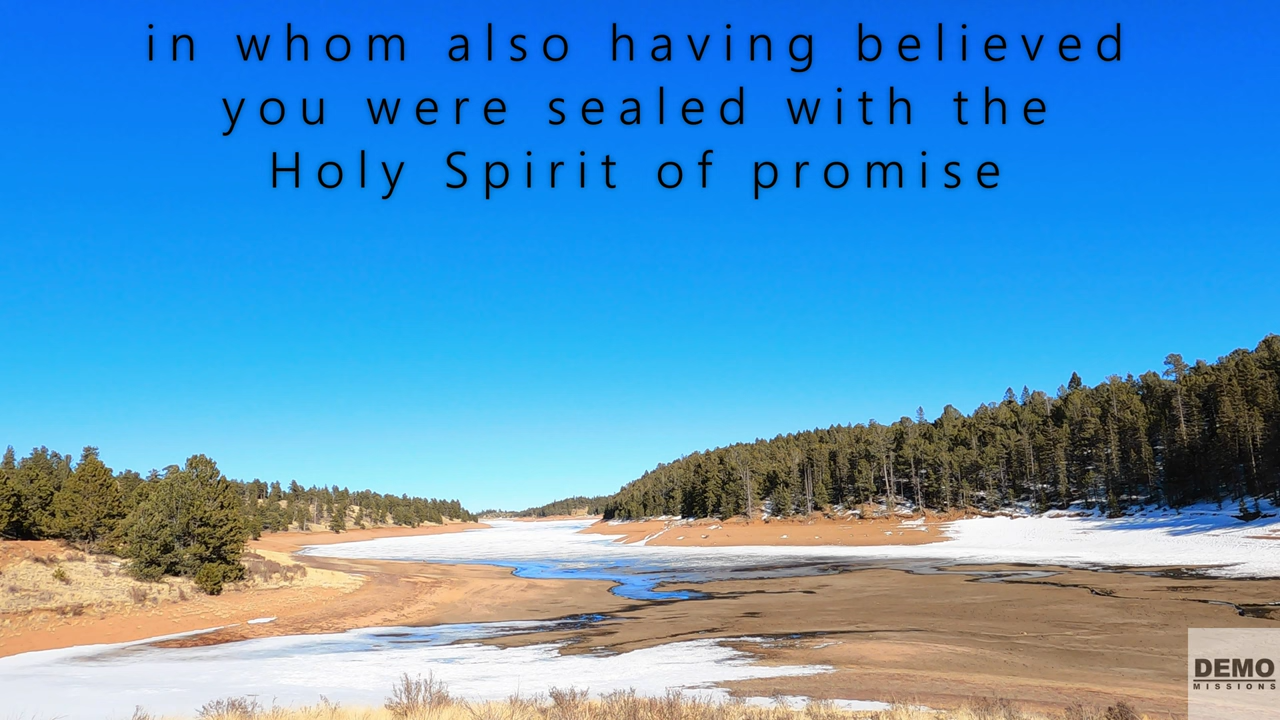 in whom also having believed
you were sealed with the
Holy Spirit of promise
DEMO
MISSIONS